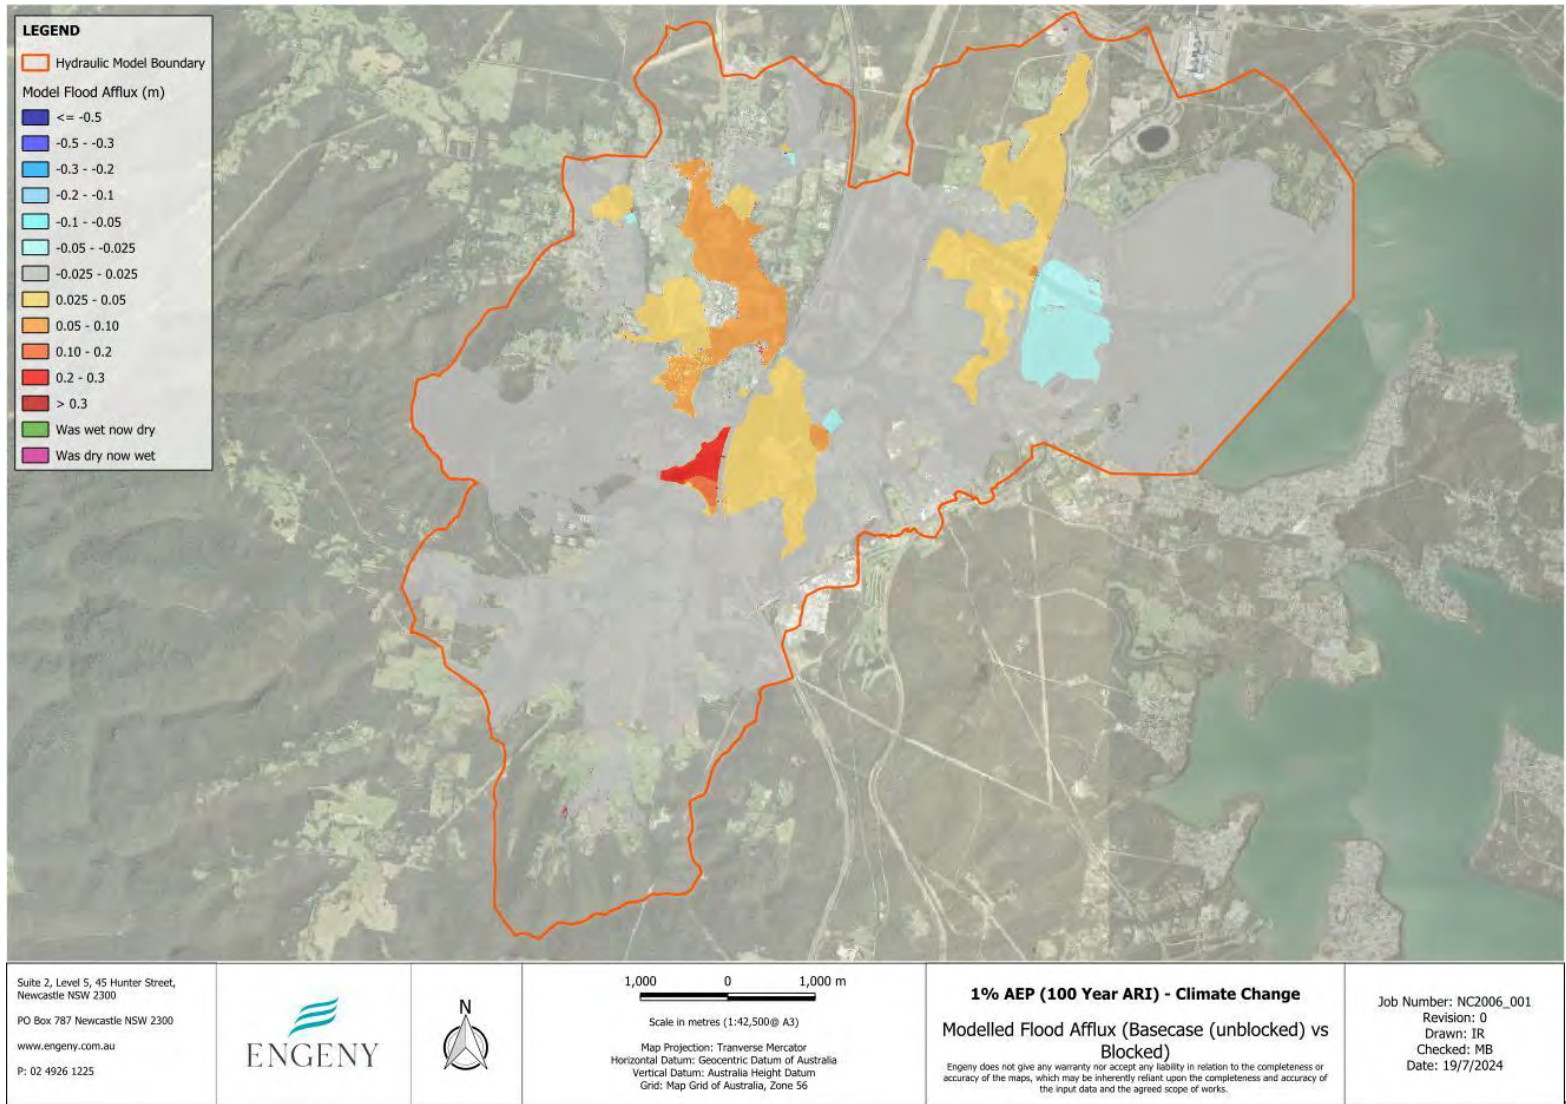 LEGEND
Hydraulic Model Boundary
Model Flood Afflux (m)
<= -0.5
-0.5 - -0.3
-0.3 - -0.2
-0.2 - -0.1
-0.1 - -0.05
-0.05 - -0.025
-0.025 - 0.025
0.025 - 0.05
0.05 - 0.10
0.10 - 0.2
0.2 - 0.3
> 0.3
Was wet now dry
Was dry now wet
Suite 2, Level 5, 45 Hunter Street,
Newcastle NSW 2300
PO Box 787 Newcastle NSW 2300
www.engeny.com.au
P: 02 4926 1225
ENGENY
N
1,000 0 1,000 m
Scale in metres (1:42,500@ A3)
Map Projection: Tranverse Mercator
Horizontal Datum: Geocentric Datum of Australia
Vertical Datum: Australia Height Datum
Grid: Map Grid of Australia, Zone 56
1% AEP (100 Year ARI) - Climate Change
Modelled Flood Afflux (Basecase (unblocked) vs
Blocked)
Engeny does not give any warranty nor accept any liability in relation to the completeness or
accuracy of the maps, which may be inherently reliant upon the completeness and accuracy of
the input data and the agreed scope of works.
Job Number: NC2006_001
Revision: 0
Drawn: IR
Checked: MB
Date: 19/7/2024